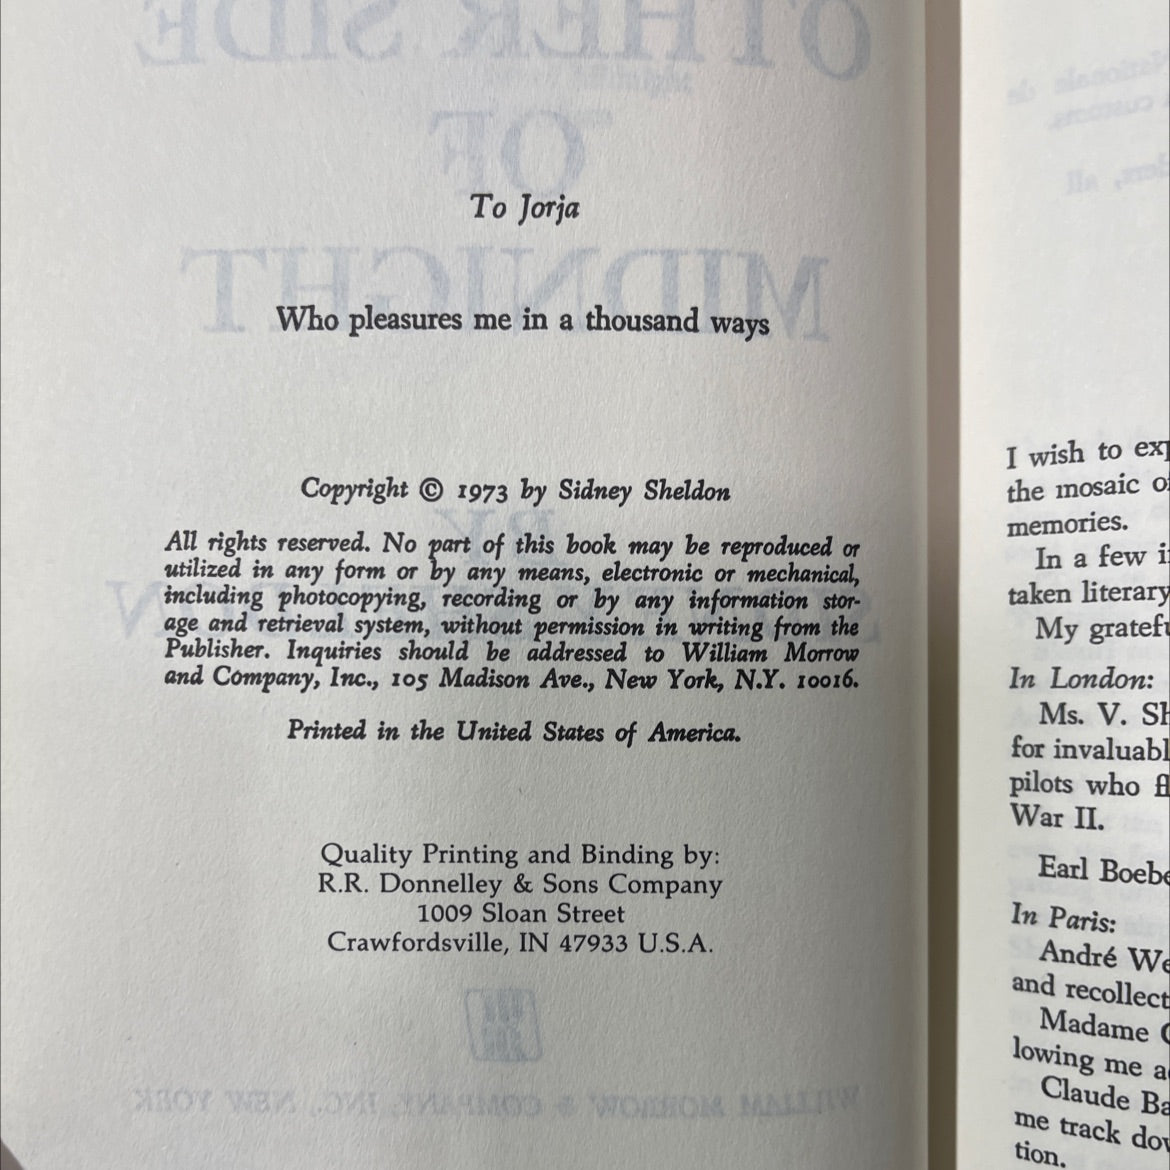 To Jorja
Who pleasures me in a thousand ways
Copyright © 1973 by Sidney Sheldon
All rights reserved. No part of this book may be reproduced or
utilized in any form or by any means, electronic or mechanical,
including photocopying, recording or by any information stor-
age and retrieval system, without permission in writing from the
Publisher. Inquiries should be addressed to William Morrow
and Company, Inc., 105 Madison Ave., New York, N.Y. 10016.
Printed in the United States of America.
Quality Printing and Binding by:
R.R. Donnelley & Sons Company
1009 Sloan Street
Crawfordsville, IN 47933 U.S.A.
I wish to
the mosaic
memories.
In a few
taken literary
My
In London:
Ms. V.
for
pilots who
War II.
Earl
In Paris:
André
and
Madame
lowing me
Claude
me track
tion.